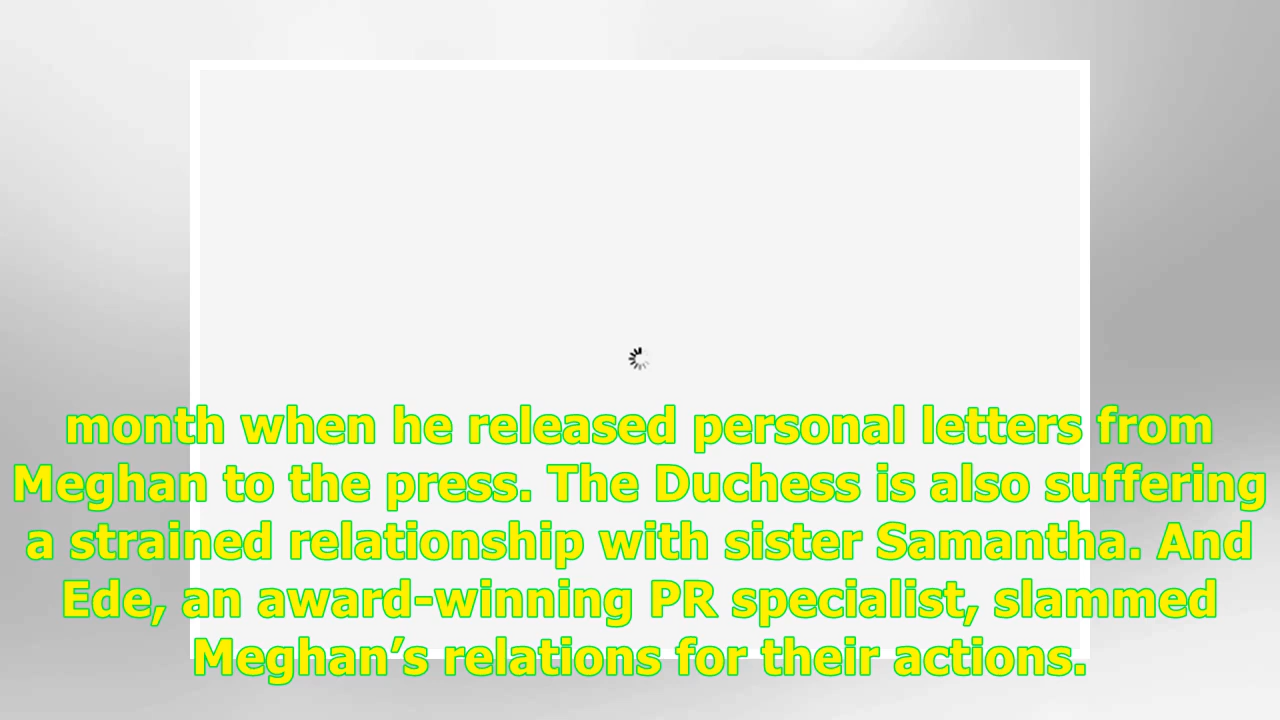 month when he released personal letters from
Meghan to the press. The Duchess is also suffering
a strained relationship with sister Samantha. And
Ede, an award-winning PR specialist, slammed
Meghan’s relations for their actions.